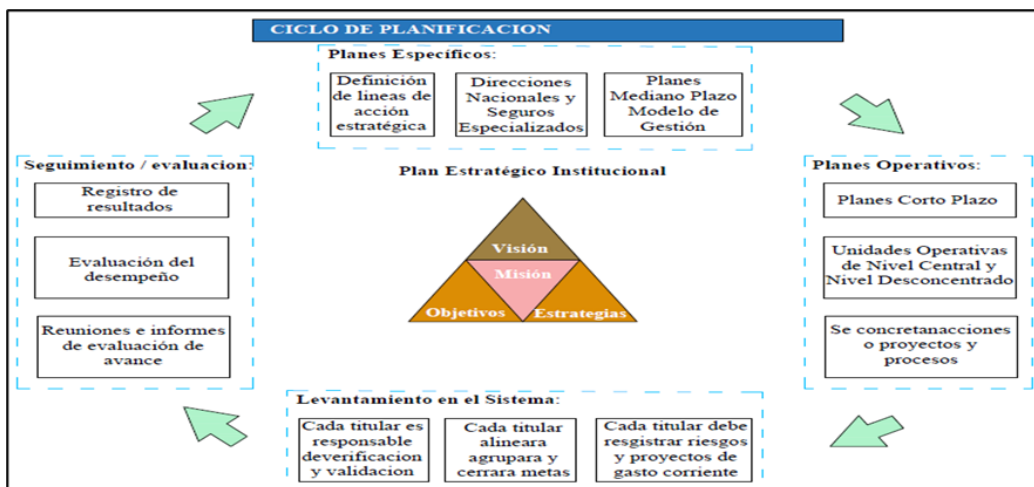 CICLO DE PLANIFICACION
Planes Específicos:
Definición
de lineas de
acción
estratégica
Direcciones
Nacionales y
Seguros
Especializados
Planes
Mediano Plazo
Modelo de
Gestión
Seguimiento / evaluacion:
Registro de
resultados
Evaluación del
desempeño
Reuniones e informes
de evaluación de
avance
Plan Estratégico Institucional
Visión
Misión
Objetivos
Estrategias
Planes Operativos:
Planes Corto Plazo
Unidades Operativas
de Nivel Central y
Nivel Desconcentrado
Se concretanacciones
o proyectos y
procesos
Levantamiento en el Sistema:
Cada titular es
responsable
deverificacion
y validacion
Cada titular
alineara
agrupara y
cerrara metas
Cada titular debe
resgistrar riesgos
y proyectos de
gasto corriente